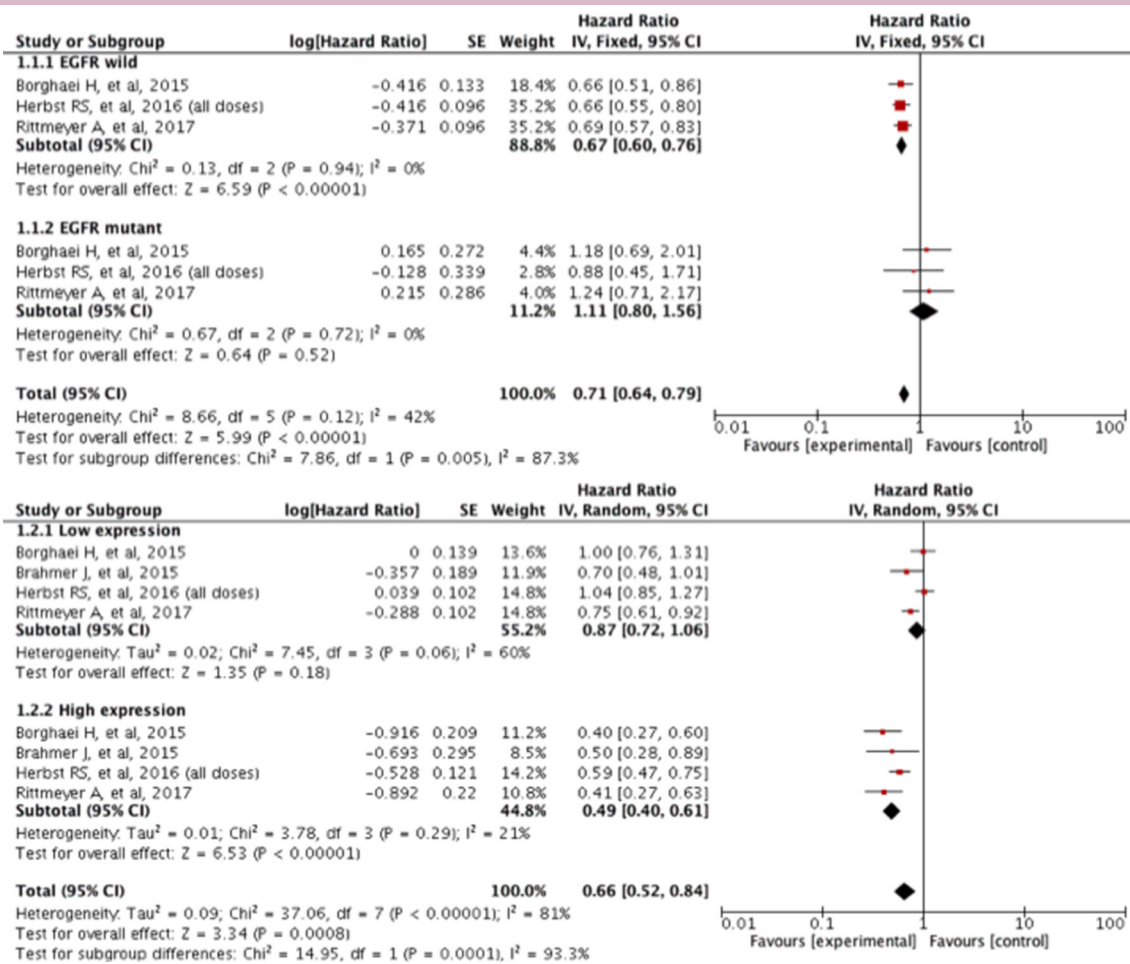 Hazard Ratio Hazard Ratio
Study or Subgroup log[Hazard Ratio] SE Weight IV, Fixed, 95% CI IV, Fixed, 95% CI
1.1.1 EGFR wild
Borghaei H, et al, 2015 -0.416 0.133 18.4% 0.66 [0.51, 0.86]
Herbst RS, et al, 2016 (all doses) -0.416 0.096 35.2% 0.66 [0.55, 0.80]
Rittmeyer A, et al, 2017 -0.371 0.096 35.2% 0.69 [0.57, 0.83]
Subtotal (95% CI) 88.8% 0.67 [0.60, 0.76]
Heterogeneity: Chi² = 0.13, df = 2 (P = 0.94); I² = 0%
Test for overall effect: Z = 6.59 (P < 0.00001)
1.1.2 EGFR mutant
Borghaei H, et al, 2015 0.165 0.272 4.4% 1.18 [0.69, 2.01]
Herbst RS, et al, 2016 (all doses) -0.128 0.339 2.8% 0.88 [0.45, 1.71]
Rittmeyer A, et al, 2017 0.215 0.286 4.0% 1.24 [0.71, 2.17]
Subtotal (95% CI) 11.2% 1.11 [0.80, 1.56]
Heterogeneity: Chi² = 0.67, df = 2 (P = 0.72); I² = 0%
Test for overall effect: Z = 0.64 (P = 0.52)
Total (95% CI) 100.0% 0.71 [0.64, 0.79]
Heterogeneity: Chi² = 8.66, df = 5 (P = 0.12); I² = 42%
Test for overall effect: Z = 5.99 (P < 0.00001)
Test for subgroup differences: Chi² = 7.86, df = 1 (P = 0.005), I² = 87.3%
0.01 0.1 1 10 100
Favours [experimental] Favours [control]
Hazard Ratio Hazard Ratio
Study or Subgroup log[Hazard Ratio] SE Weight IV, Random, 95% CI IV, Random, 95% CI
1.2.1 Low expression
Borghaei H, et al, 2015 0 0.139 13.6% 1.00 [0.76, 1.31]
Brahmer J, et al, 2015 -0.357 0.189 11.9% 0.70 [0.48, 1.01]
Herbst RS, et al, 2016 (all doses) 0.039 0.102 14.8% 1.04 [0.85, 1.27]
Rittmeyer A, et al, 2017 -0.288 0.102 14.8% 0.75 [0.61, 0.92]
Subtotal (95% CI) 55.2% 0.87 [0.72, 1.06]
Heterogeneity: Tau² = 0.02; Chi² = 7.45, df = 3 (P = 0.06); I² = 60%
Test for overall effect: Z = 1.35 (P = 0.18)
1.2.2 High expression
Borghaei H, et al, 2015 -0.916 0.209 11.2% 0.40 [0.27, 0.60]
Brahmer J, et al, 2015 -0.693 0.295 8.5% 0.50 [0.28, 0.89]
Herbst RS, et al, 2016 (all doses) -0.528 0.121 14.2% 0.59 [0.47, 0.75]
Rittmeyer A, et al, 2017 -0.892 0.22 10.8% 0.41 [0.27, 0.63]
Subtotal (95% CI) 44.8% 0.49 [0.40, 0.61]
Heterogeneity: Tau² = 0.01; Chi² = 3.78, df = 3 (P = 0.29); I² = 21%
Test for overall effect: Z = 6.53 (P < 0.00001)
Total (95% CI) 100.0% 0.66 [0.52, 0.84]
Heterogeneity: Tau² = 0.09; Chi² = 37.06, df = 7 (P < 0.00001); I² = 81%
Test for overall effect: Z = 3.34 (P = 0.0008)
Test for subgroup differences: Chi² = 14.95, df = 1 (P = 0.0001), I² = 93.3%
0.01 0.1 1 10 100
Favours [experimental] Favours [control]